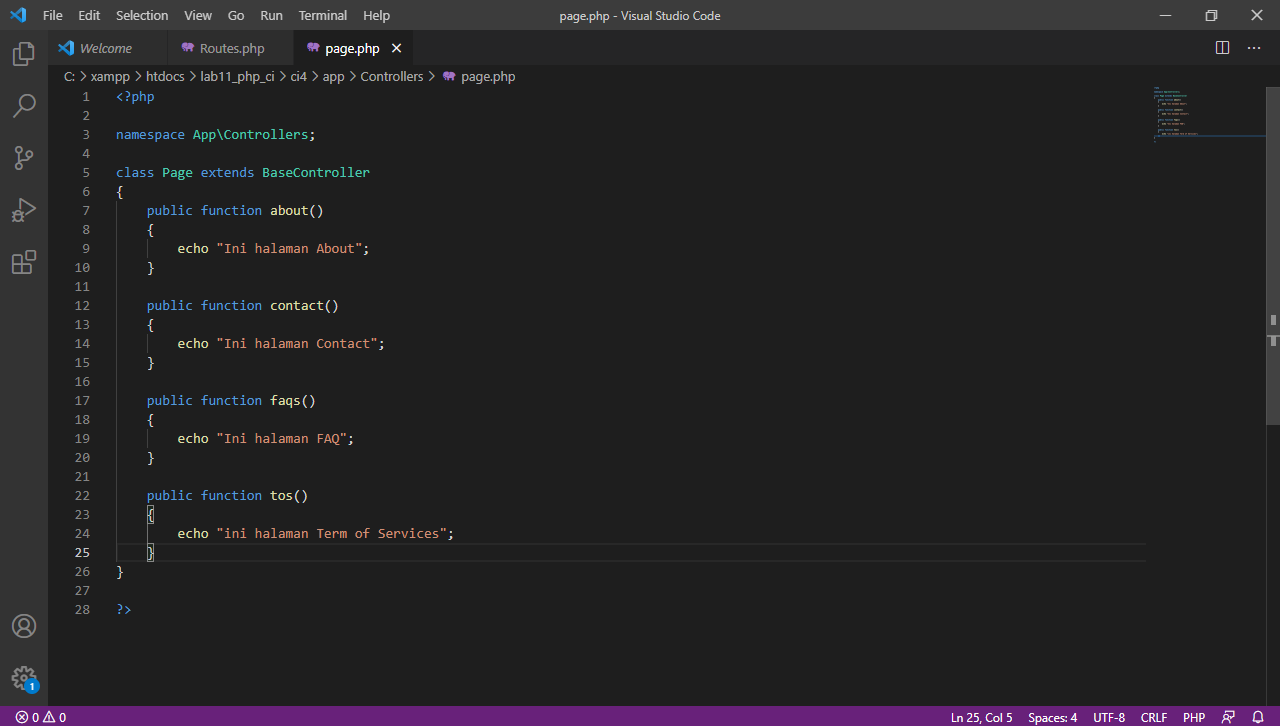 File Edit Selection View Go Run Terminal Help page.php - Visual Studio Code
Welcome Routes.php page.php
C: > xampp > htdocs > lab11_php_ci > ci4 > app > Controllers > page.php
1 <?php
2
3 namespace App\Controllers;
4
5 class Page extends BaseController
6 {
7 public function about()
8 {
9 echo "Ini halaman About";
10 }
11
12 public function contact()
13 {
14 echo "Ini halaman Contact";
15 }
16
17 public function faqs()
18 {
19 echo "Ini halaman FAQ";
20 }
21
22 public function tos()
23 {
24 echo "ini halaman Term of Services";
25 }
26 }
27
28 ?>
1
0 0 Ln 25, Col 5 Spaces: 4 UTF-8 CRLF PHP